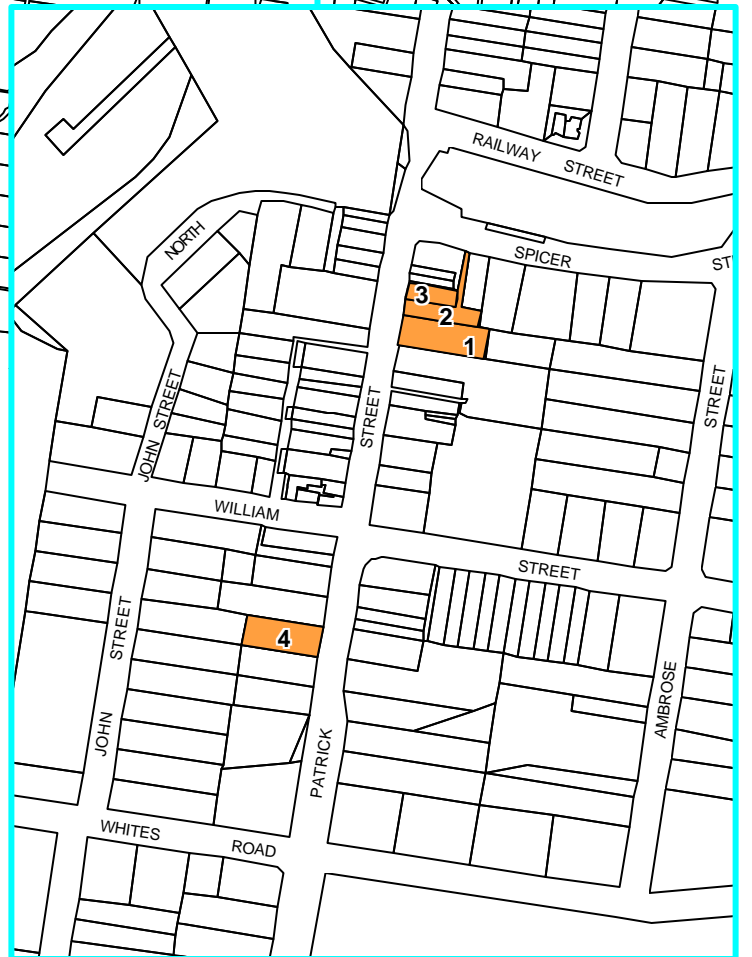 RAILWAY STREET
NORTH
SPICER
ST
3
2
1
STREET
STREET
JOHN STREET
WILLIAM
STREET
4
STREET
AMBROSE
JOHN
PATRICK
WHITES ROAD